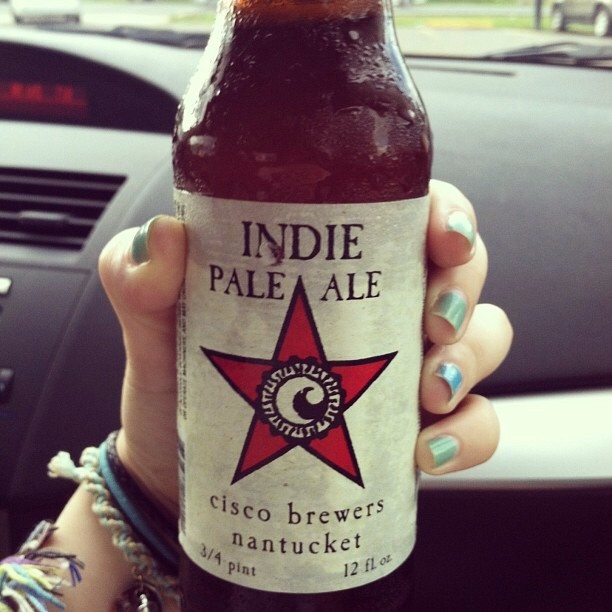 INDIE
PALE ALE
cisco brewers
nantucket
3/4 pint 12 fl. oz.